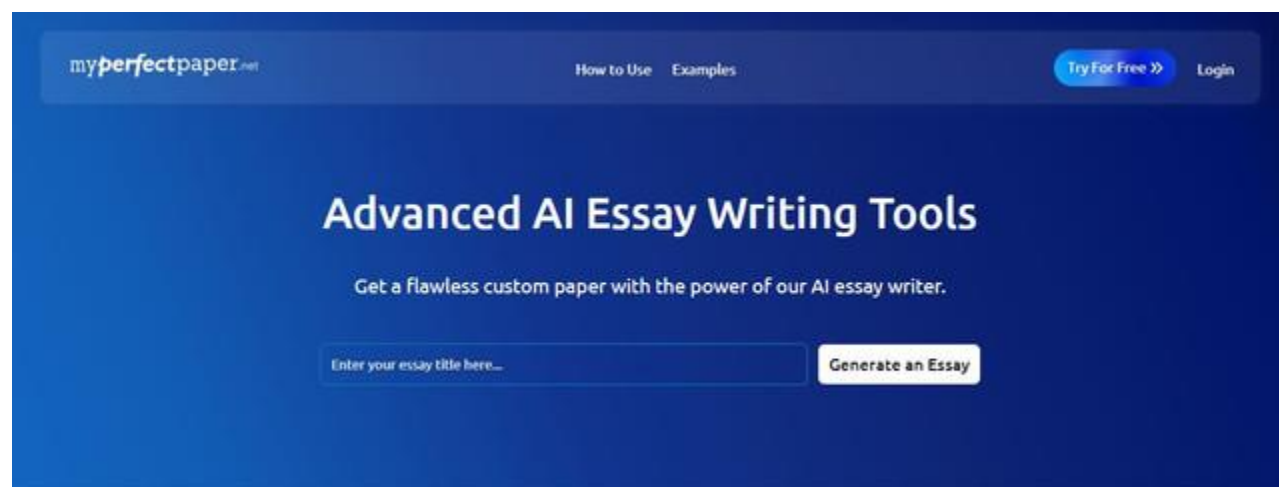 myperfectpaper.net
How to Use Examples
Try For Free » Login
Advanced AI Essay Writing Tools
Get a flawless custom paper with the power of our AI essay writer.
Enter your essay title here...
Generate an Essay